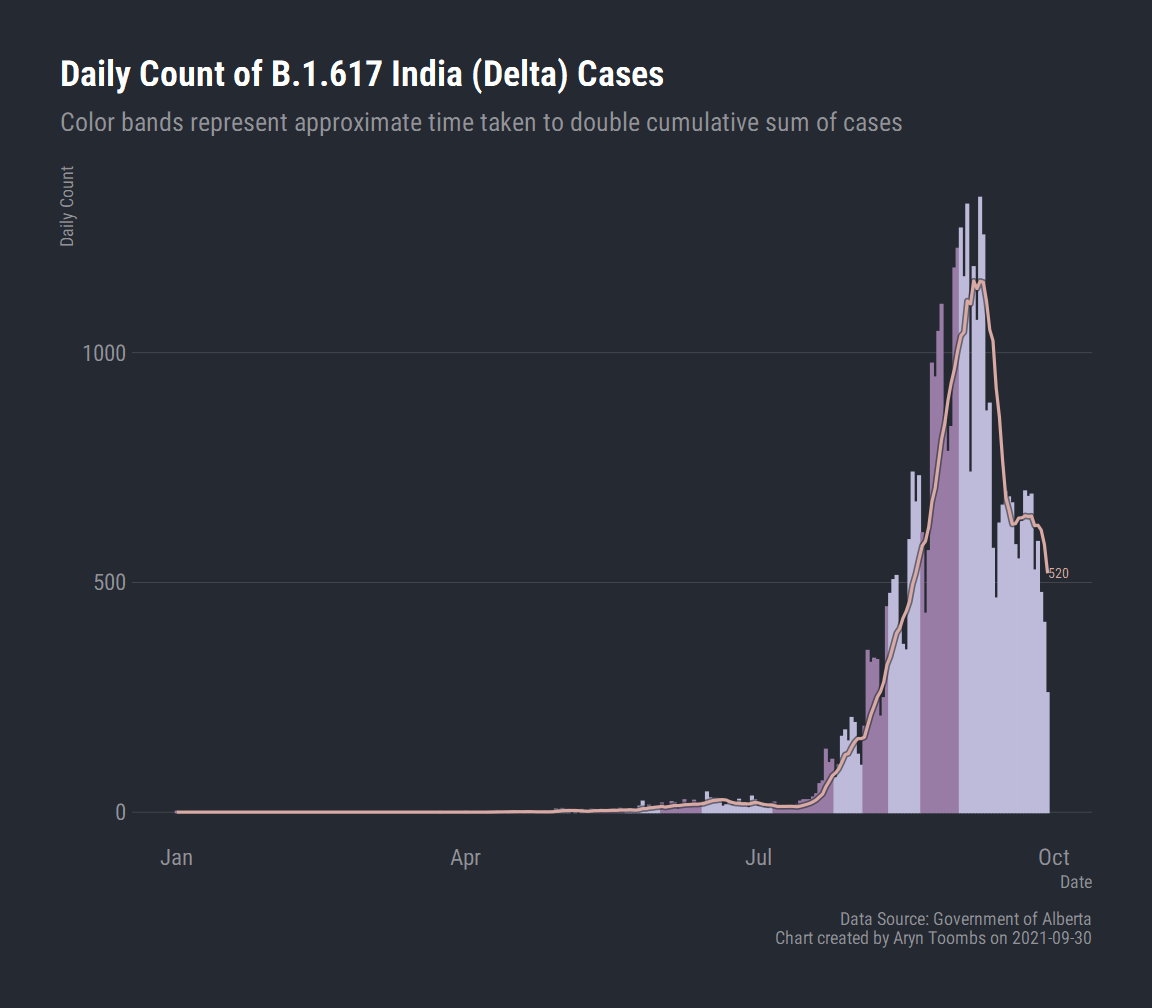 Daily Count of B.1.617 India (Delta) Cases
Color bands represent approximate time taken to double cumulative sum of cases
Daily Count
1000
500
0
520
Jan Apr Jul Oct
Date
Data Source: Government of Alberta
Chart created by Aryn Toombs on 2021-09-30